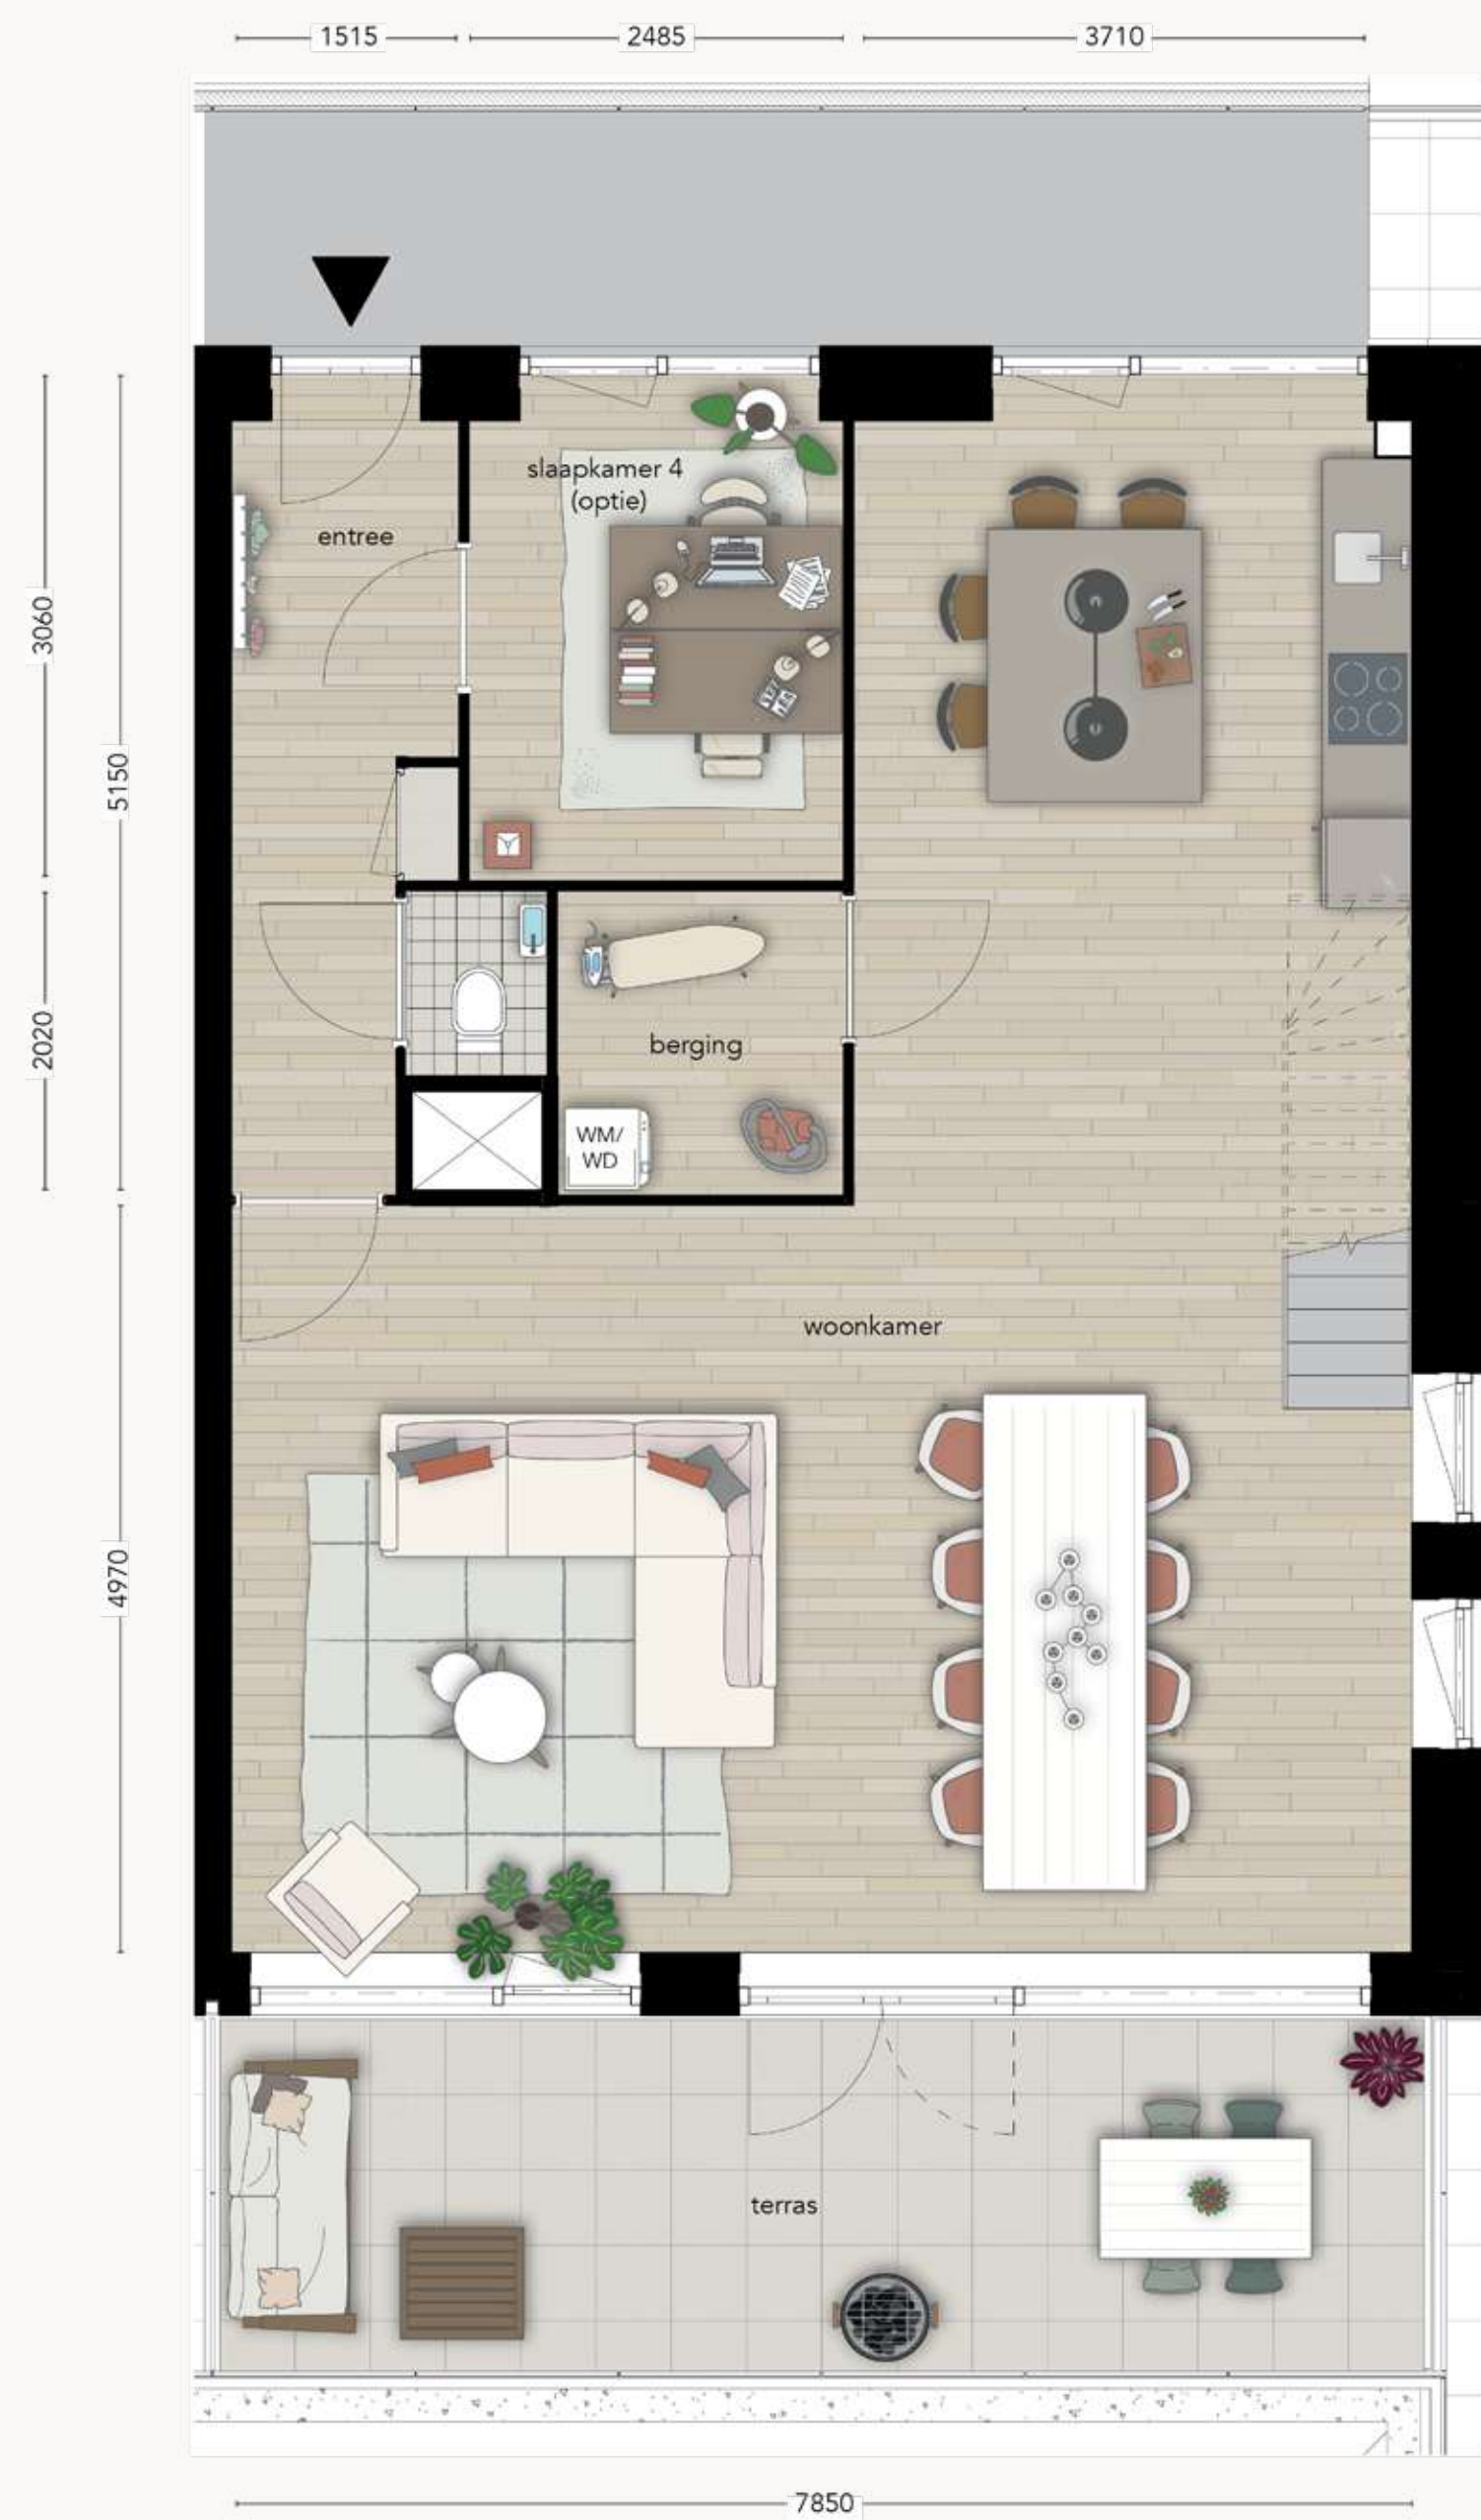 1515
2485
3710
slaapkamer 4
(optie)
entree
3060
5150
2020
berging
WM/
WD
woonkamer
4970
terras
7850